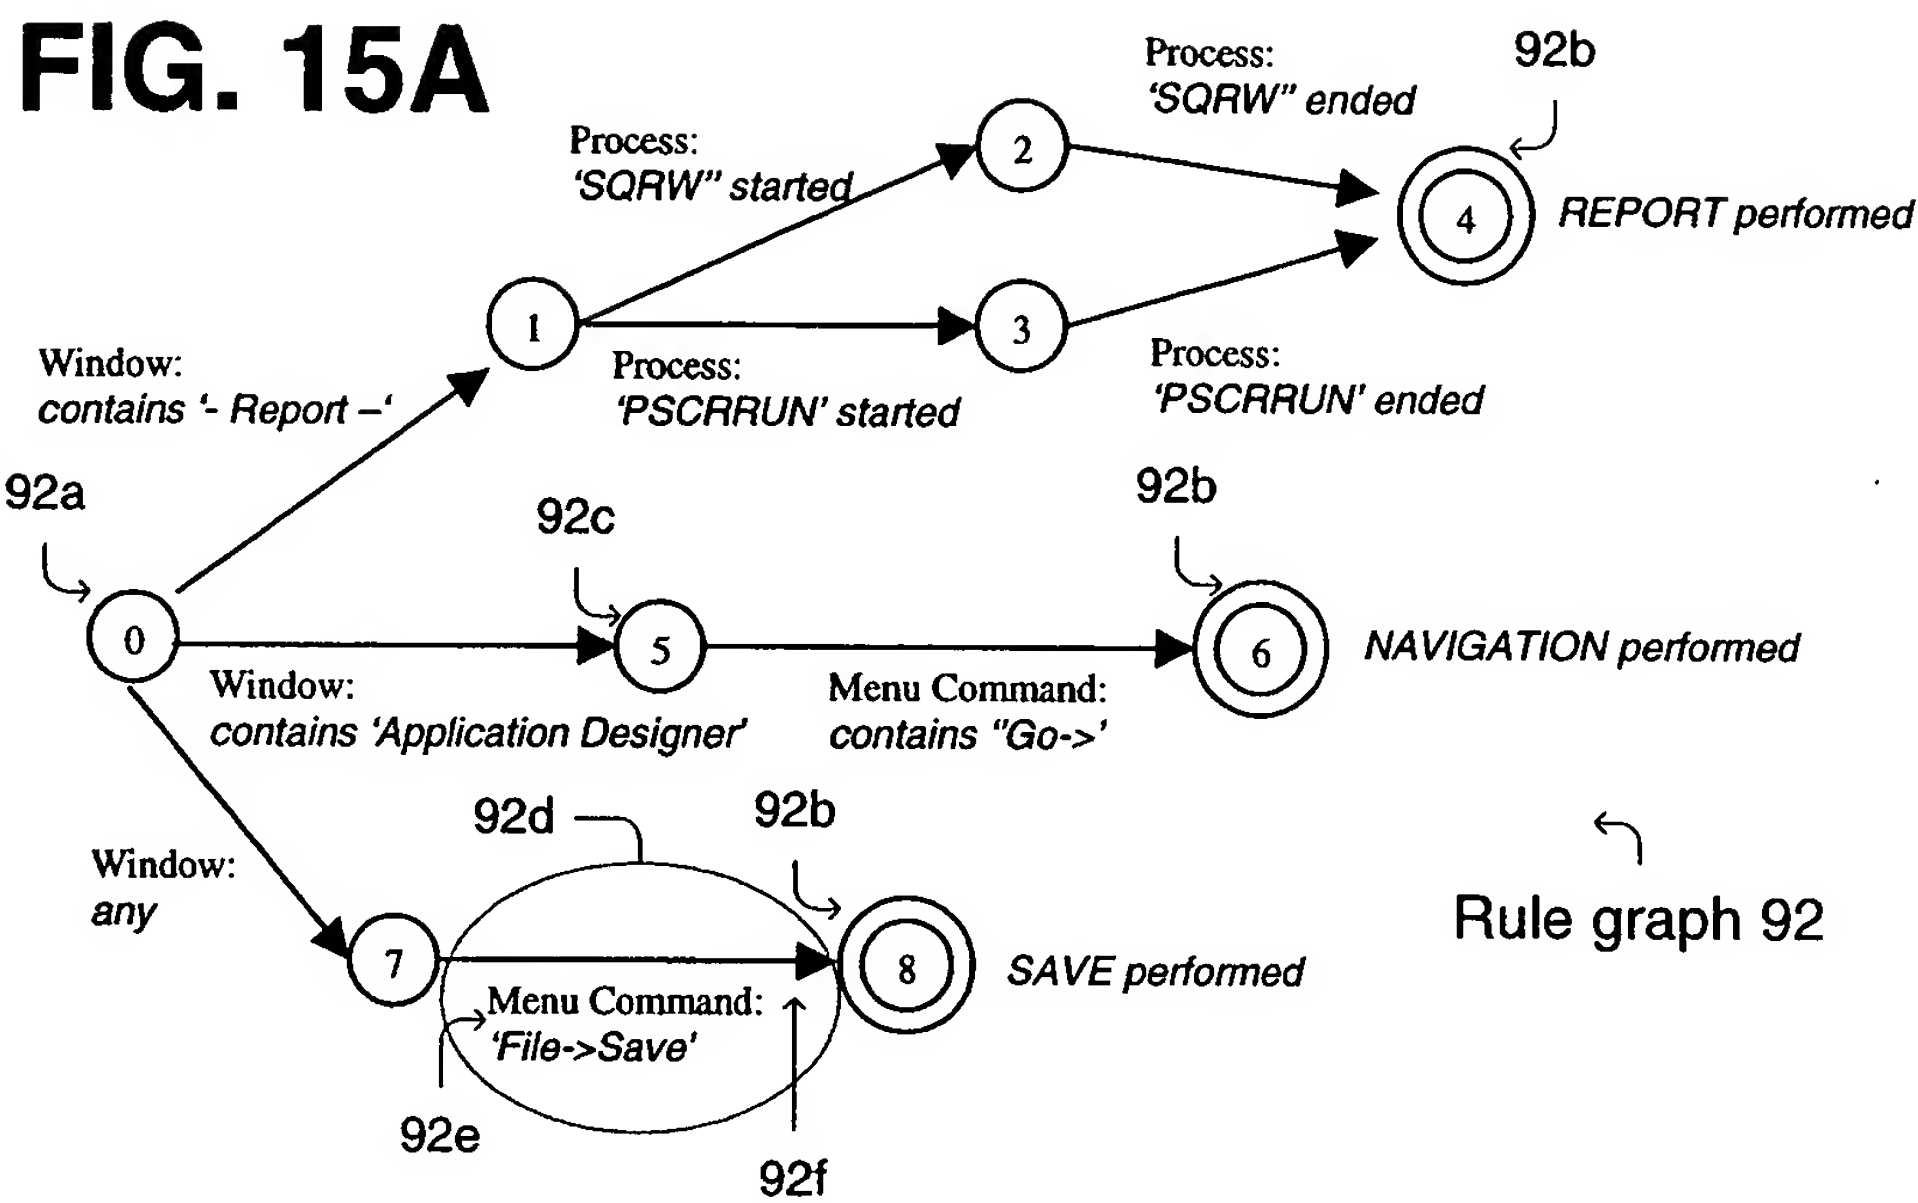 FIG. 15A
Process:
'SQRW" ended
92b
Process:
'SQRW" started
2
4
REPORT performed
1
3
Window:
contains '- Report –'
Process:
'PSCRRUN' started
Process:
'PSCRRUN' ended
92a
92c
92b
0
5
6
NAVIGATION performed
Window:
contains 'Application Designer'
Menu Command:
contains "Go->'
92d
92b
Window:
any
7
8
SAVE performed
Menu Command:
'File->Save'
Rule graph 92
92e
92f